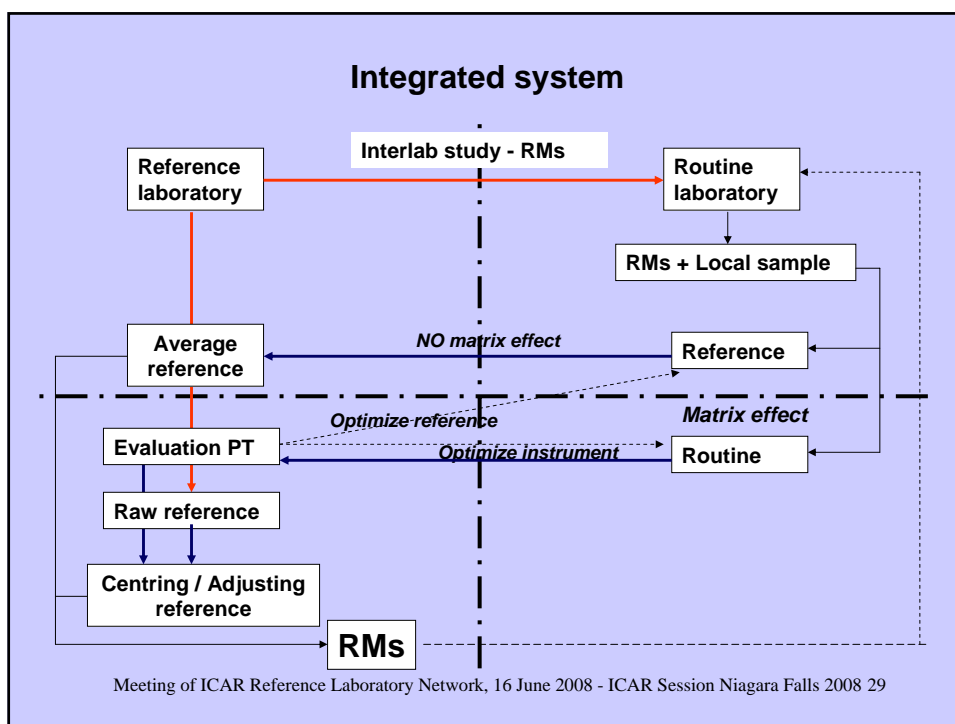 Integrated system
Interlab study - RMs
Reference
laboratory
Routine
laboratory
RMs + Local sample
Average
reference
NO matrix effect
Reference
Optimize reference
Matrix effect
Evaluation PT
Optimize instrument
Routine
Raw reference
Centring / Adjusting
reference
RMs
Meeting of ICAR Reference Laboratory Network, 16 June 2008 - ICAR Session Niagara Falls 2008 29